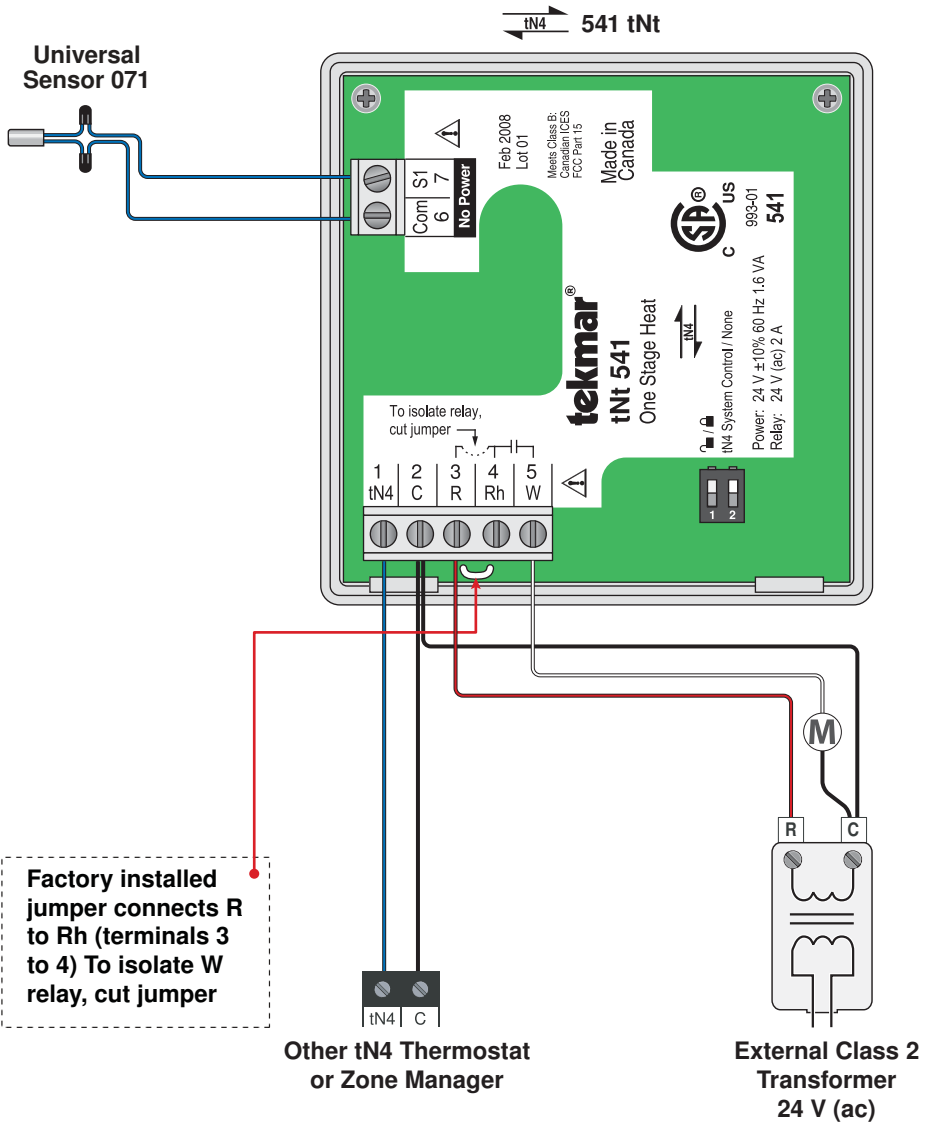 tN4
541 tNt
Universal
Sensor 071
S1
7
Com
6
No Power
Feb 2008
Lot 01
Meets Class B:
Canadian ICES
FCC Part 15
Made in
Canada
SA®
C
US
993-01
541
tekmar®
tNt 541
One Stage Heat
tN4
tN4 System Control / None
Power: 24 V ±10% 60 Hz 1.6 VA
Relay: 24 V (ac) 2 A
To isolate relay,
cut jumper
1 2 3 4 5
tN4 C R Rh W
1 2
M
R C
Factory installed
jumper connects R
to Rh (terminals 3
to 4) To isolate W
relay, cut jumper
tN4 C
Other tN4 Thermostat
or Zone Manager
External Class 2
Transformer
24 V (ac)